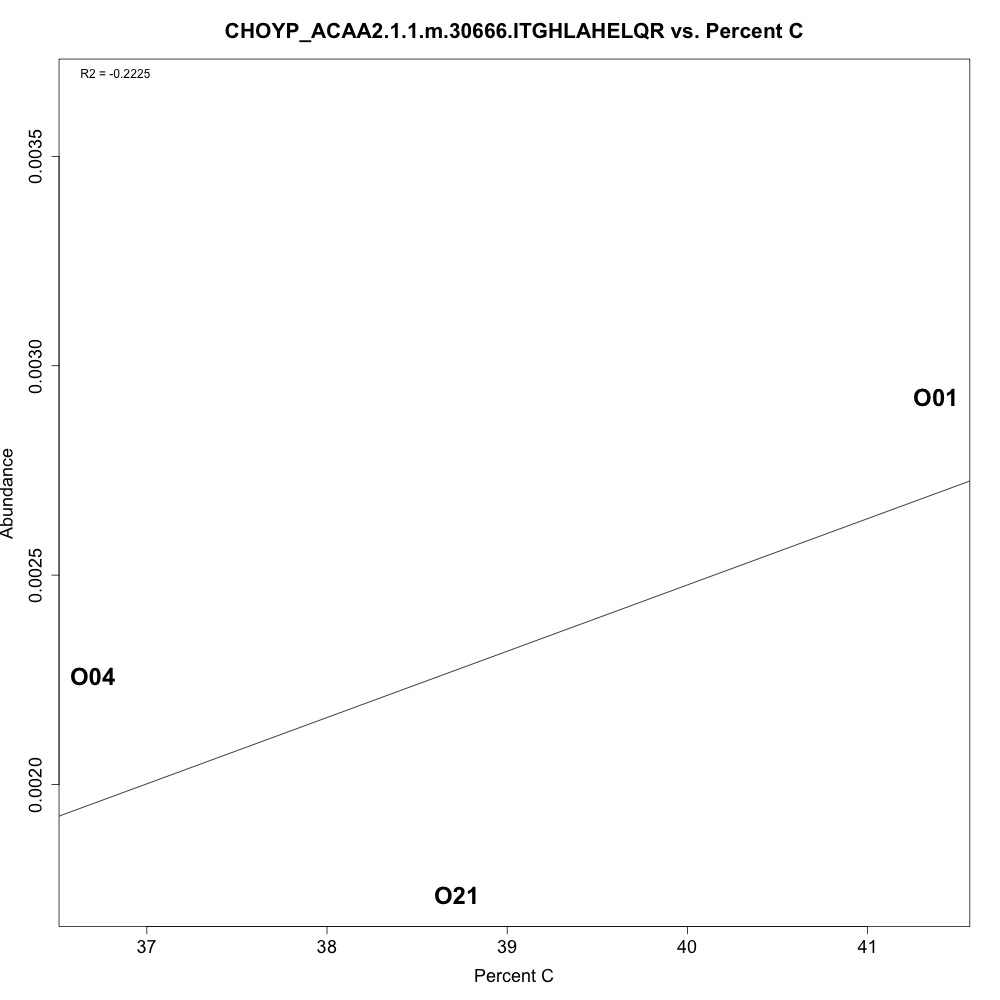 CHOYP_ACAA2.1.1.m.30666.ITGHLAHELQR vs. Percent C
R2 = -0.2225
0.0035
0.0030
O01
Abundance
0.0025
O04
0.0020
O21
37 38 39 40 41
Percent C